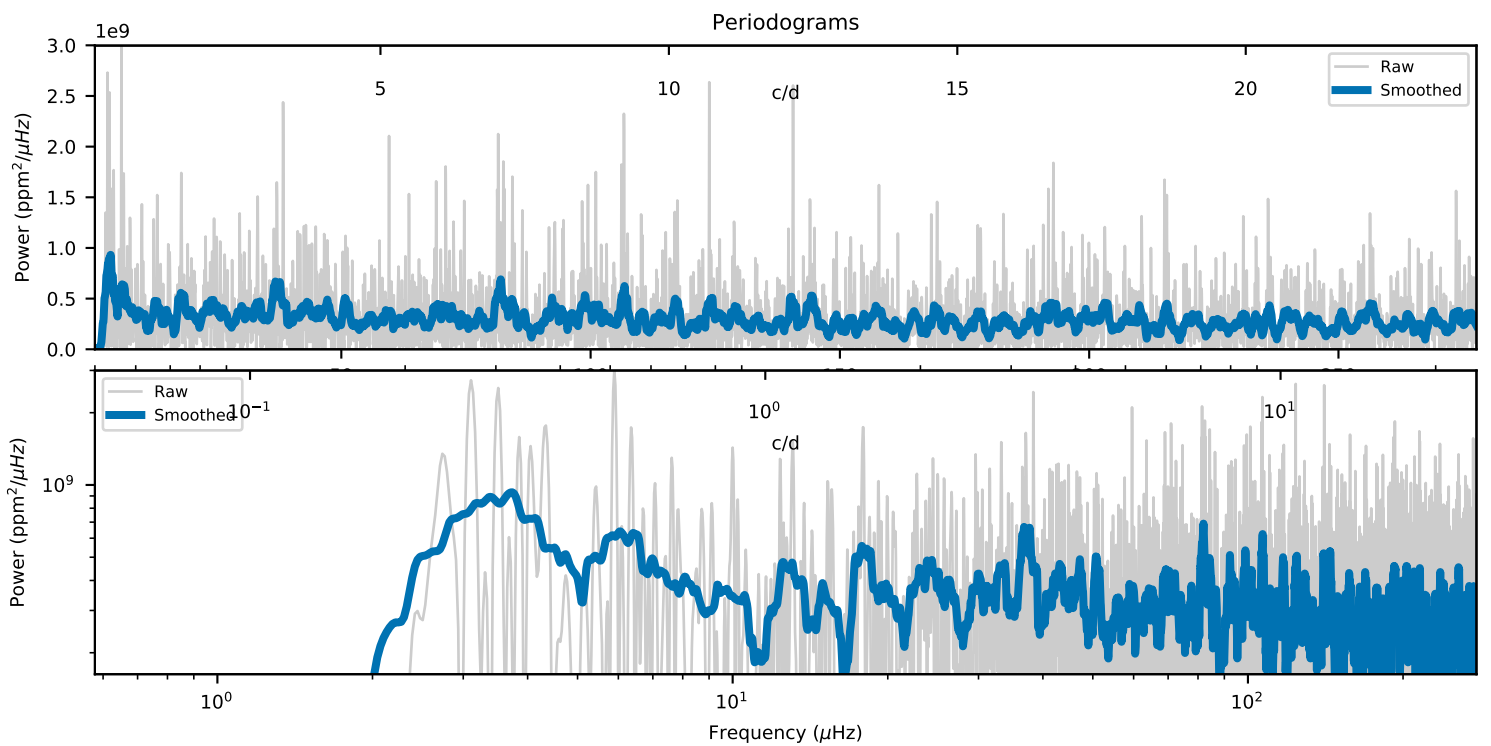 Periodograms
1e9
3.0
2.5
2.0
1.5
1.0
0.5
0.0
Power (ppm²/μHz)
5 10 15 20
c/d
Raw
Smoothed
Raw
Smoothed
10⁻¹ 10⁰ 10¹
c/d
10⁹
Power (ppm²/μHz)
10⁰ 10¹ 10²
Frequency (μHz)